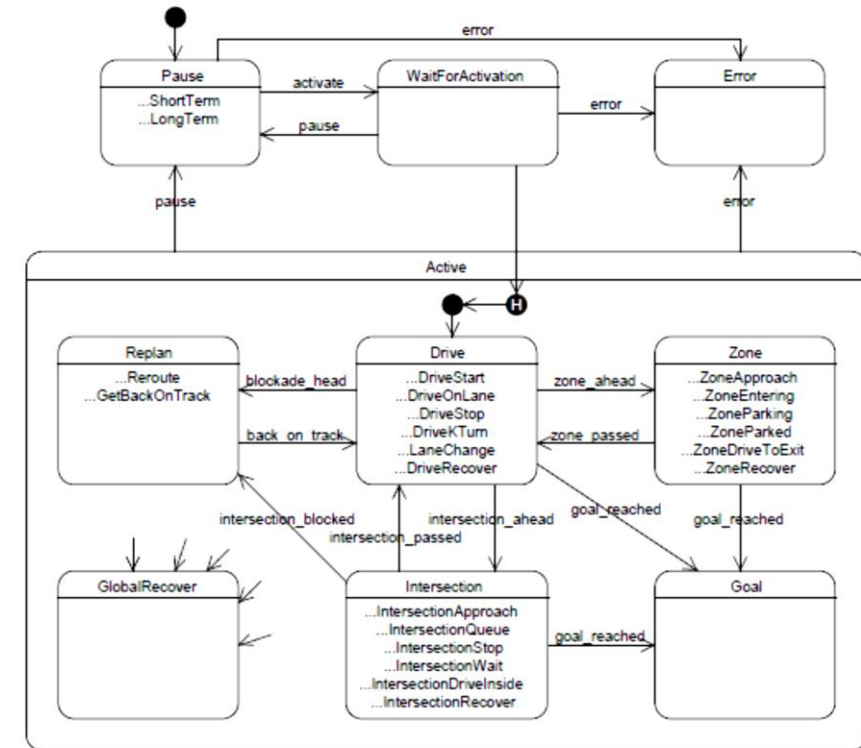 error
Pause
WaitForActivation
Error
...ShortTerm
...LongTerm
activate
error
pause
pause
error
Active
H
Replan
Drive
Zone
...Reroute
...GetBackOnTrack
blockade_head
...DriveStart
...DriveOnLane
...DriveStop
...DriveKTurn
...LaneChange
...DriveRecover
zone_ahead
...ZoneApproach
...ZoneEntering
...ZoneParking
...ZoneParked
...ZoneDriveToExit
...ZoneRecover
back_on_track
zone_passed
intersection_blocked
intersection_passed
intersection_ahead
goal_reached
goal_reached
GlobalRecover
Intersection
Goal
...IntersectionApproach
...IntersectionQueue
...IntersectionStop
...IntersectionWait
...IntersectionDriveInside
...IntersectionRecover
goal_reached